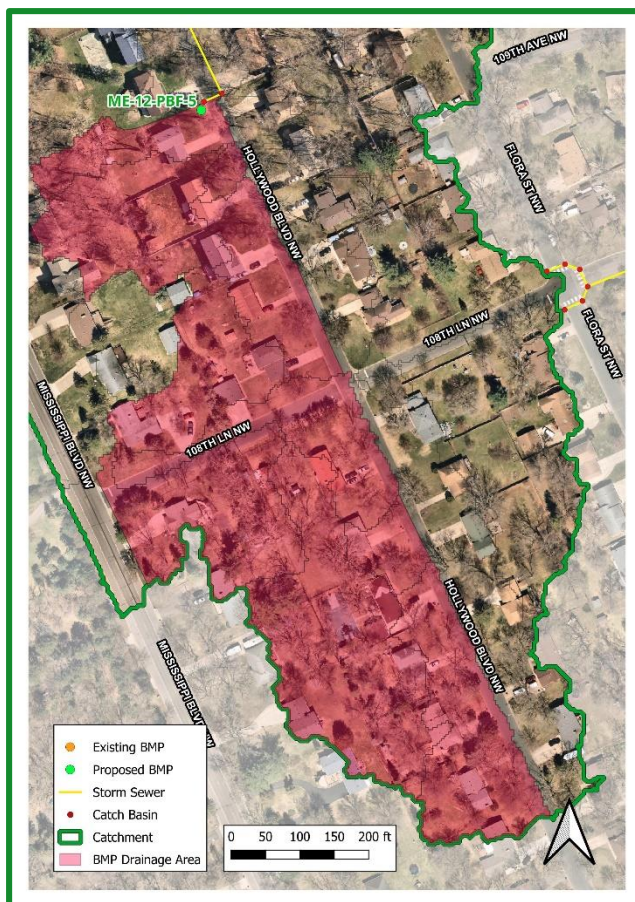 109TH AVE NW
ME-12-PBF-5
FLORA ST NW
HOLLYWOOD BLVD NW
108TH LN NW
FLORA ST NW
MISSISSIPPI BLVD NW
108TH LN NW
HOLLYWOOD BLVD NW
MISSISSIPPI BLVD NW
Existing BMP
Proposed BMP
Storm Sewer
Catch Basin
Catchment
BMP Drainage Area
0 50 100 150 200 ft